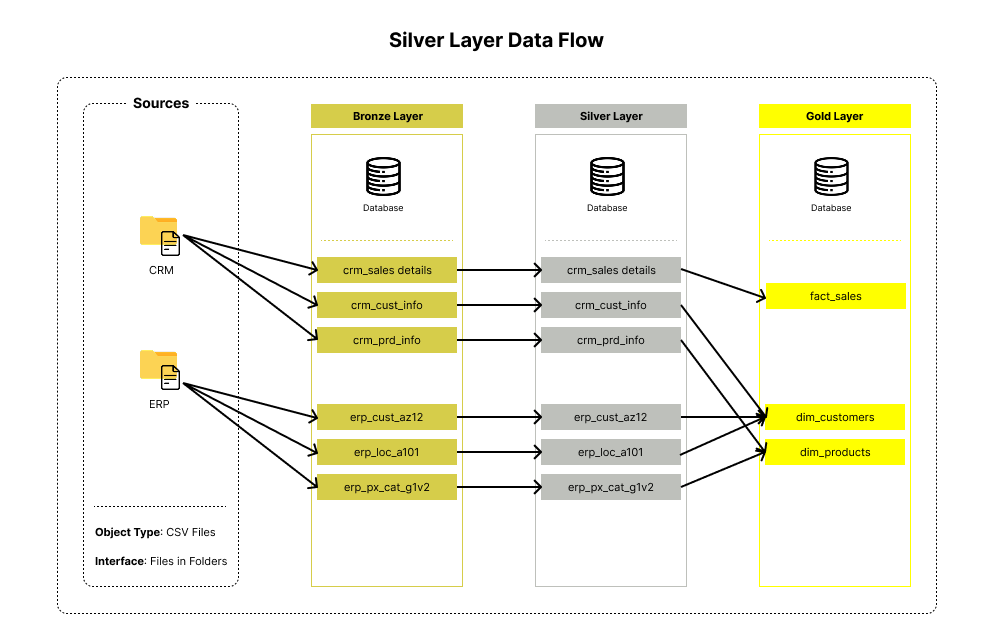 Silver Layer Data Flow
Sources
CRM
ERP
Object Type: CSV Files
Interface: Files in Folders
Bronze Layer
Database
crm_sales details
crm_cust_info
crm_prd_info
erp_cust_az12
erp_loc_a101
erp_px_cat_g1v2
Silver Layer
Database
crm_sales details
crm_cust_info
crm_prd_info
erp_cust_az12
erp_loc_a101
erp_px_cat_g1v2
Gold Layer
Database
fact_sales
dim_customers
dim_products